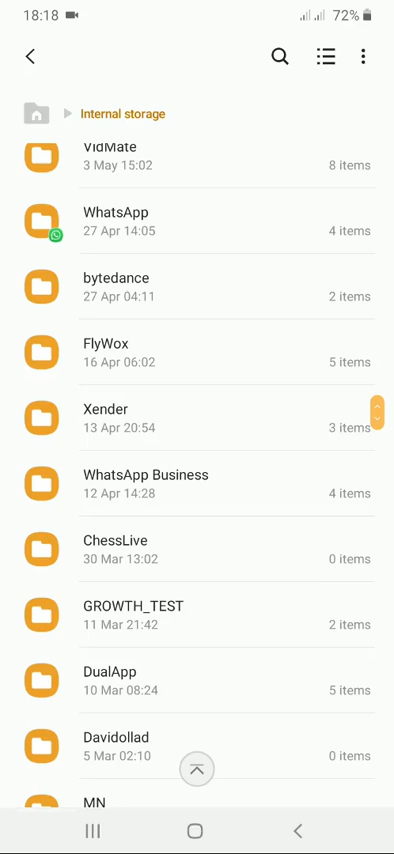 18:18
72%
Internal storage
VidMate
3 May 15:02
8 items
WhatsApp
27 Apr 14:05
4 items
bytedance
27 Apr 04:11
2 items
FlyWox
16 Apr 06:02
5 items
Xender
13 Apr 20:54
3 items
WhatsApp Business
12 Apr 14:28
4 items
ChessLive
30 Mar 13:02
0 items
GROWTH_TEST
11 Mar 21:42
2 items
DualApp
10 Mar 08:24
5 items
Davidollad
5 Mar 02:10
0 items
MN